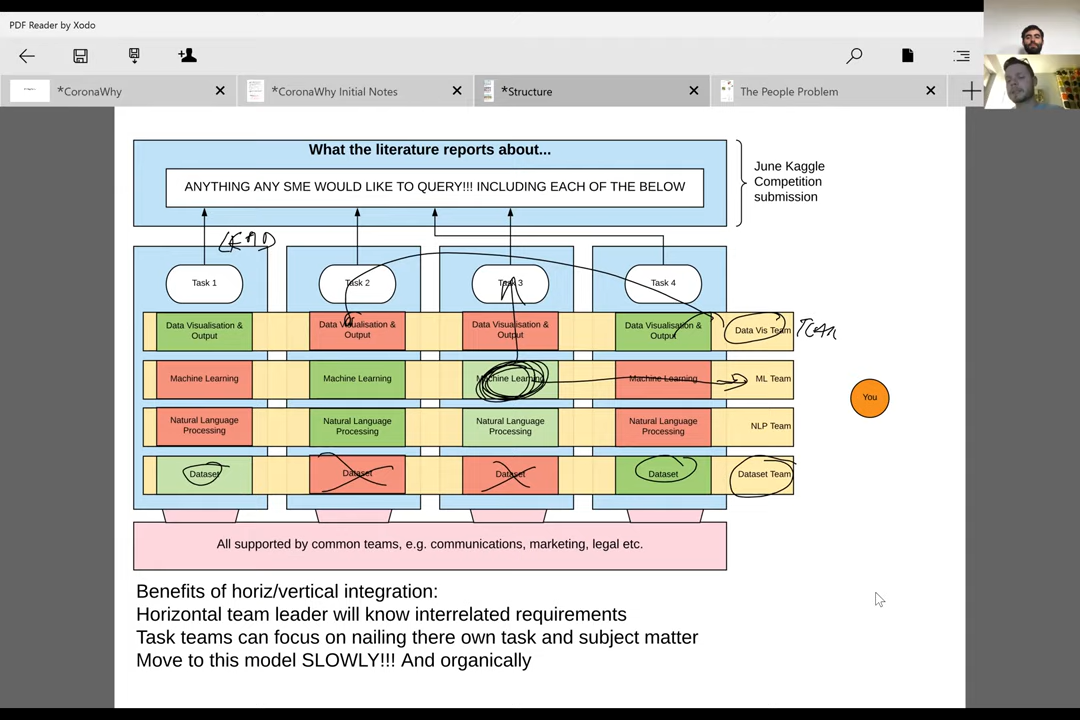 PDF Reader by Xodo
*CoronaWhy
*CoronaWhy Initial Notes
*Structure
The People Problem
What the literature reports about...
ANYTHING ANY SME WOULD LIKE TO QUERY!!! INCLUDING EACH OF THE BELOW
June Kaggle
Competition
submission
LEAD
Task 1
Task 2
Task 3
Task 4
Data Visualisation &
Output
Data Visualisation &
Output
Data Visualisation &
Output
Data Visualisation &
Output
Data Vis Team
TEAM
Machine Learning
Machine Learning
Machine Learning
Machine Learning
ML Team
You
Natural Language
Processing
Natural Language
Processing
Natural Language
Processing
Natural Language
Processing
NLP Team
Dataset
Dataset
Dataset
Dataset
Dataset Team
All supported by common teams, e.g. communications, marketing, legal etc.
Benefits of horiz/vertical integration:
Horizontal team leader will know interrelated requirements
Task teams can focus on nailing there own task and subject matter
Move to this model SLOWLY!!! And organically